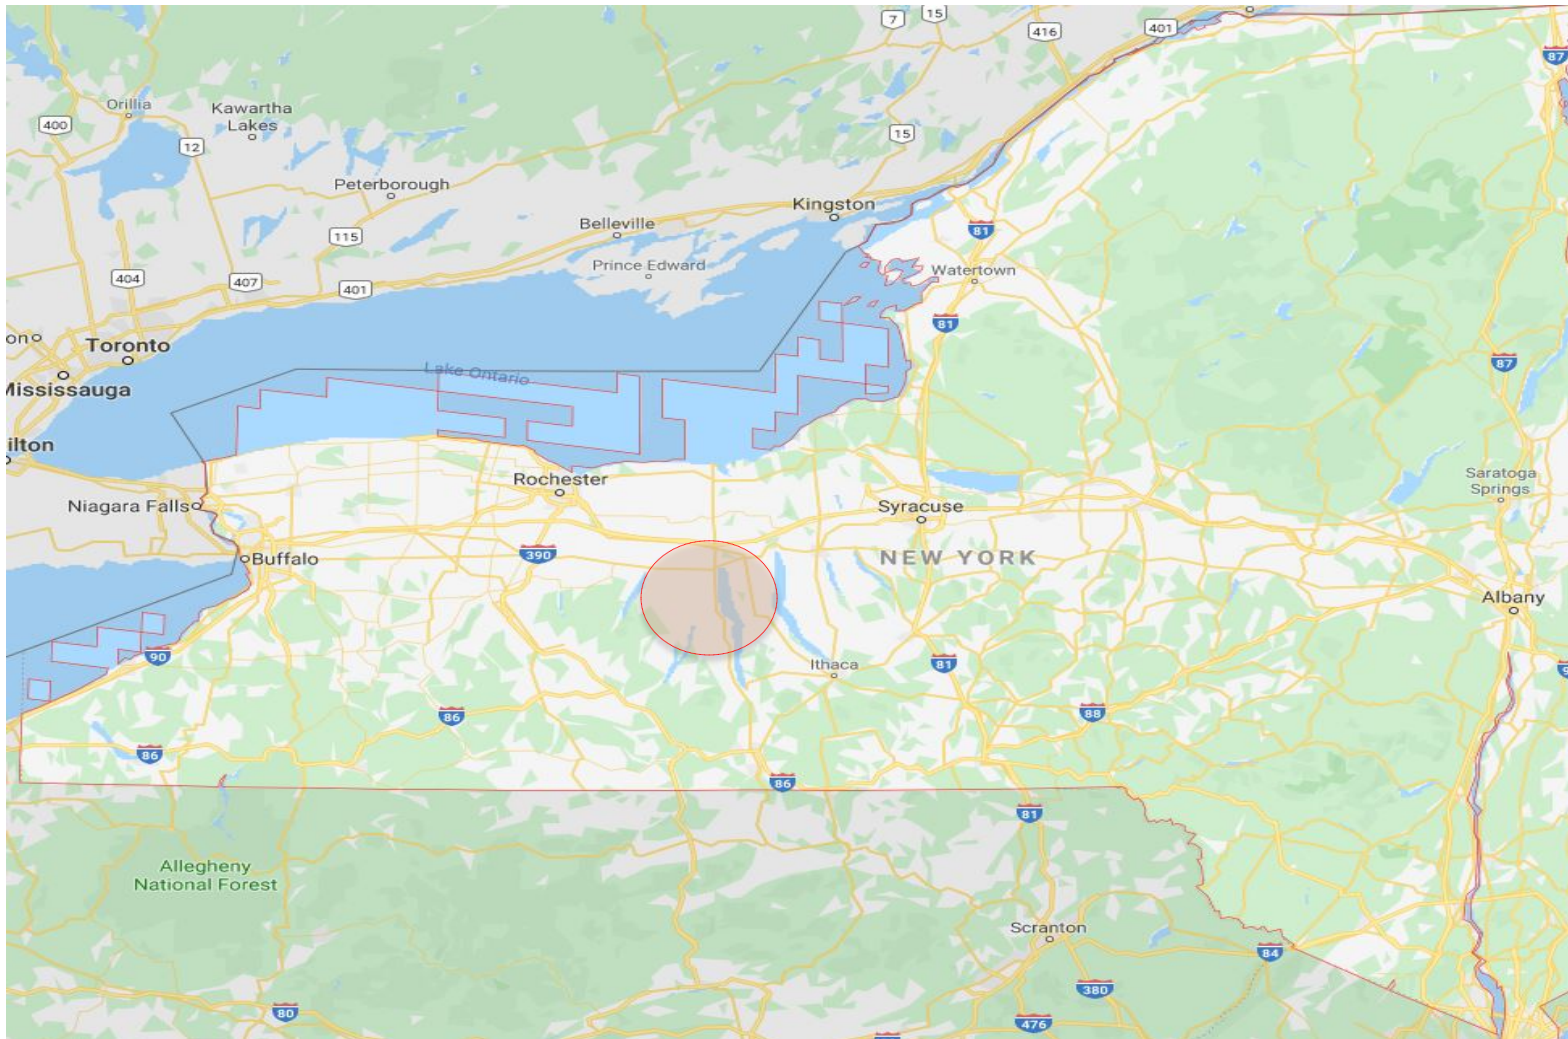 7
15
416
401
87
Orillia
Kawartha
Lakes
400
12
15
Peterborough
Kingston
Belleville
115
81
Prince Edward
Watertown
404
407
401
81
Toronto
87
Lake Ontario
Mississauga
ilton
Saratoga
Springs
Rochester
Niagara Falls
Syracuse
390
Buffalo
NEW YORK
Albany
90
Ithaca
81
86
88
86
86
81
Allegheny
National Forest
Scranton
84
380
80
476